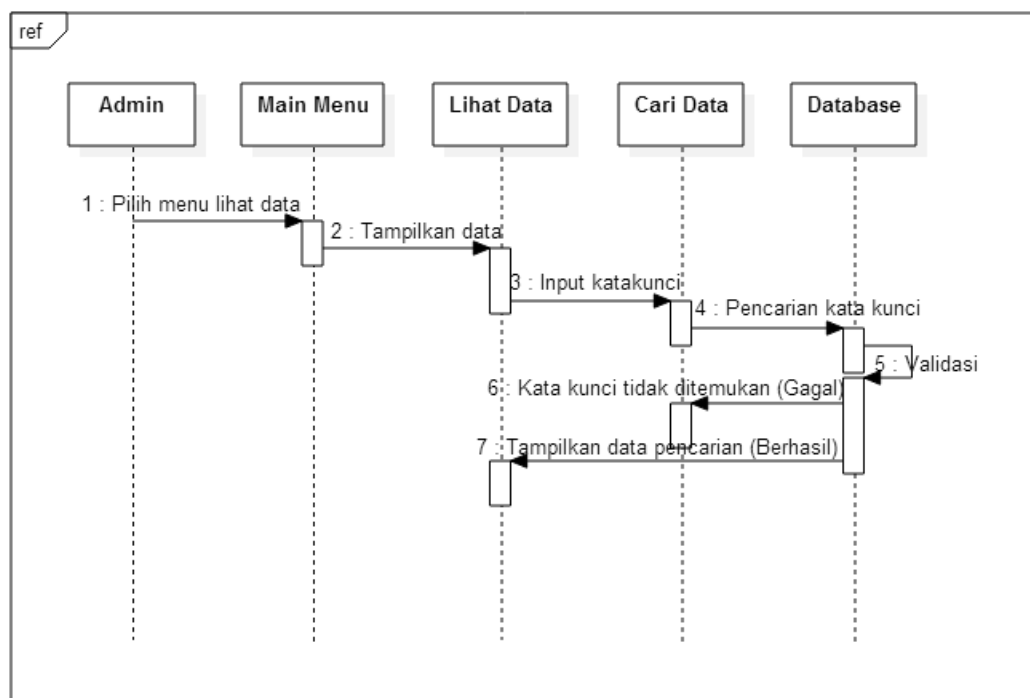 ref
Admin
Main Menu
Lihat Data
Cari Data
Database
1 : Pilih menu lihat data
2 : Tampilkan data
3 : Input katakunci
4 : Pencarian kata kunci
5 : Validasi
6 : Kata kunci tidak ditemukan (Gagal)
7 : Tampilkan data pencarian (Berhasil)